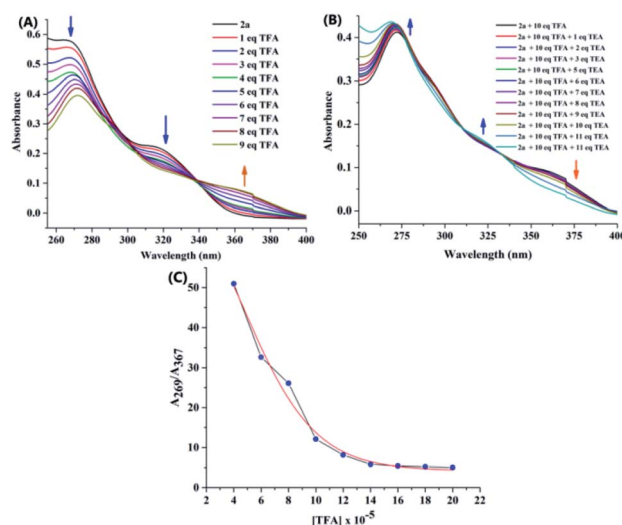 (A)
2a
1 eq TFA
2 eq TFA
3 eq TFA
4 eq TFA
5 eq TFA
6 eq TFA
7 eq TFA
8 eq TFA
9 eq TFA
0.6
0.5
0.4
0.3
0.2
0.1
0.0
Absorbance
260 280 300 320 340 360 380 400
Wavelength (nm)
(B)
2a + 10 eq TFA
2a + 10 eq TFA + 1 eq TEA
2a + 10 eq TFA + 2 eq TEA
2a + 10 eq TFA + 3 eq TEA
2a + 10 eq TFA + 5 eq TEA
2a + 10 eq TFA + 6 eq TEA
2a + 10 eq TFA + 7 eq TEA
2a + 10 eq TFA + 8 eq TEA
2a + 10 eq TFA + 9 eq TEA
2a + 10 eq TFA + 10 eq TEA
2a + 10 eq TFA + 11 eq TEA
2a + 10 eq TFA + 11 eq TEA
0.4
0.3
0.2
0.1
0.0
Absorbance
250 275 300 325 350 375 400
Wavelength (nm)
(C)
50
40
30
20
10
0
A269/A367
2 4 6 8 10 12 14 16 18 20 22
[TFA] x 10-5